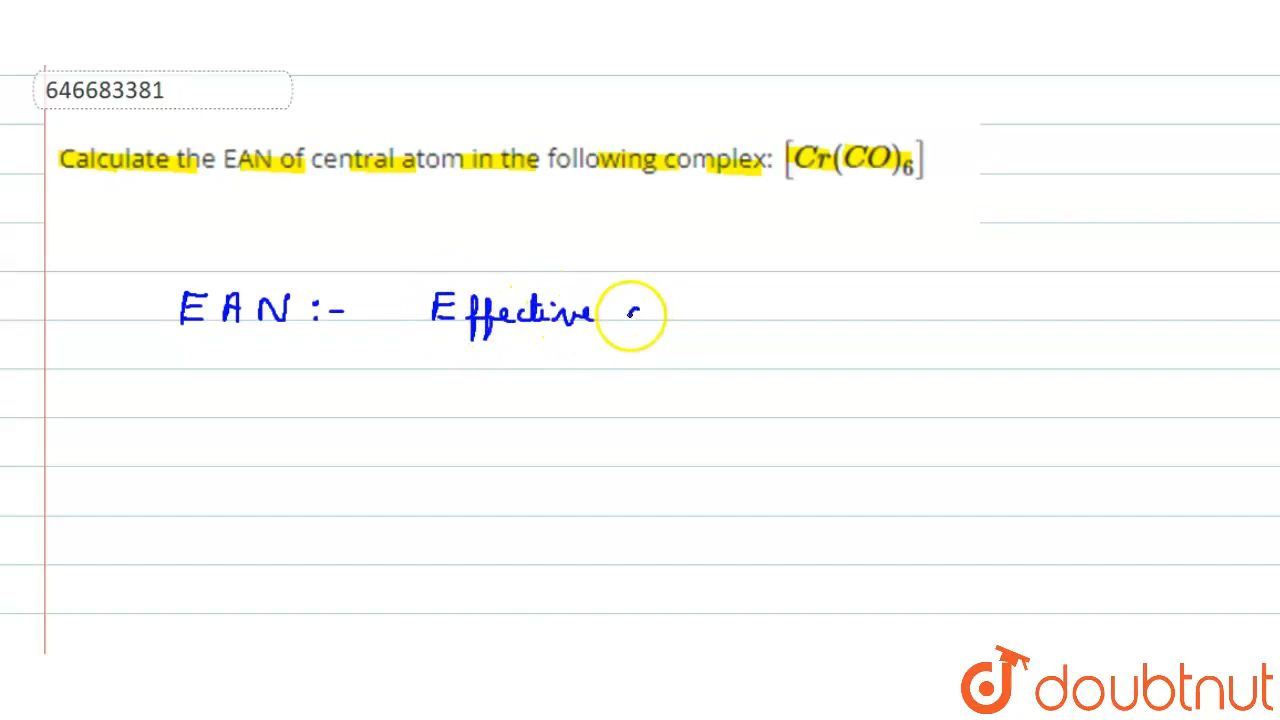 646683381
Calculate the EAN of central atom in the following complex: [Cr(CO)₆]
EAN :- Effective
doubtnut